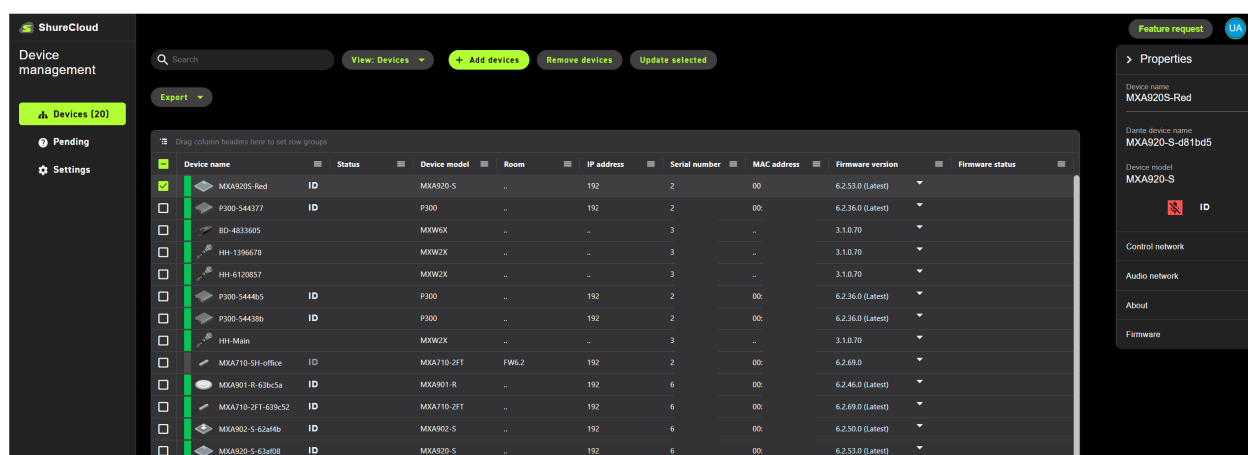 ShureCloud
Feature request
UA
Device management
Search
View: Devices
+ Add devices
Remove devices
Update selected
Export
Devices (20)
Pending
Settings
Drag column headers here to set row groups
Device name Status Device model Room IP address Serial number MAC address Firmware version Firmware status
MXA920S-Red ID MXA920-S .. 192 2 00 6.2.53.0 (Latest)
P300-544377 ID P300 .. 192 2 00: 6.2.36.0 (Latest)
BD-4833605 MXW6X .. .. 3 .. 3.1.0.70
HH-1396678 MXW2X .. .. 3 .. 3.1.0.70
HH-6120857 MXW2X .. .. 3 .. 3.1.0.70
P300-5444b5 ID P300 .. 192 2 00: 6.2.36.0 (Latest)
P300-54438b ID P300 .. 192 2 00: 6.2.36.0 (Latest)
HH-Main MXW2X .. .. 3 .. 3.1.0.70
MXA710-SH-office ID MXA710-2FT FW6.2 192 2 00: 6.2.69.0
MXA901-R-63bc5a ID MXA901-R .. 192 6 00: 6.2.46.0 (Latest)
MXA710-2FT-639c52 ID MXA710-2FT .. 192 6 00: 6.2.69.0 (Latest)
MXA902-S-62af4b ID MXA902-S .. 192 6 00: 6.2.50.0 (Latest)
MXA920-S-63af08 ID MXA920-S .. 192 6 00: 6.2.53.0 (Latest)
Properties
Device name
MXA920S-Red
Dante device name
MXA920-S-d81bd5
Device model
MXA920-S
ID
Control network
Audio network
About
Firmware